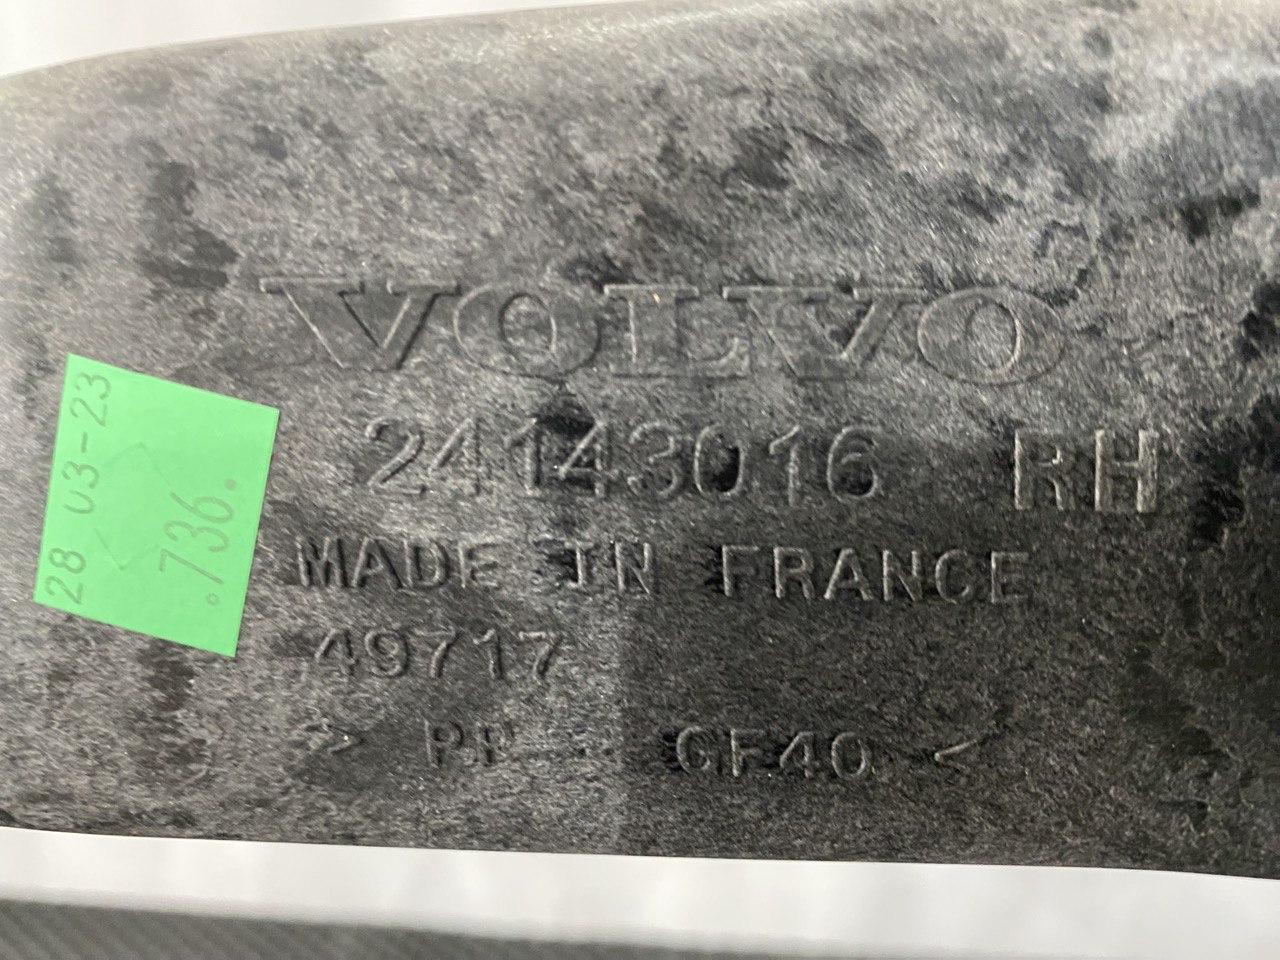 VOLVO
24143016 RH
MADE IN FRANCE
49717
> PP - GF40 <
28 03-23
.736.